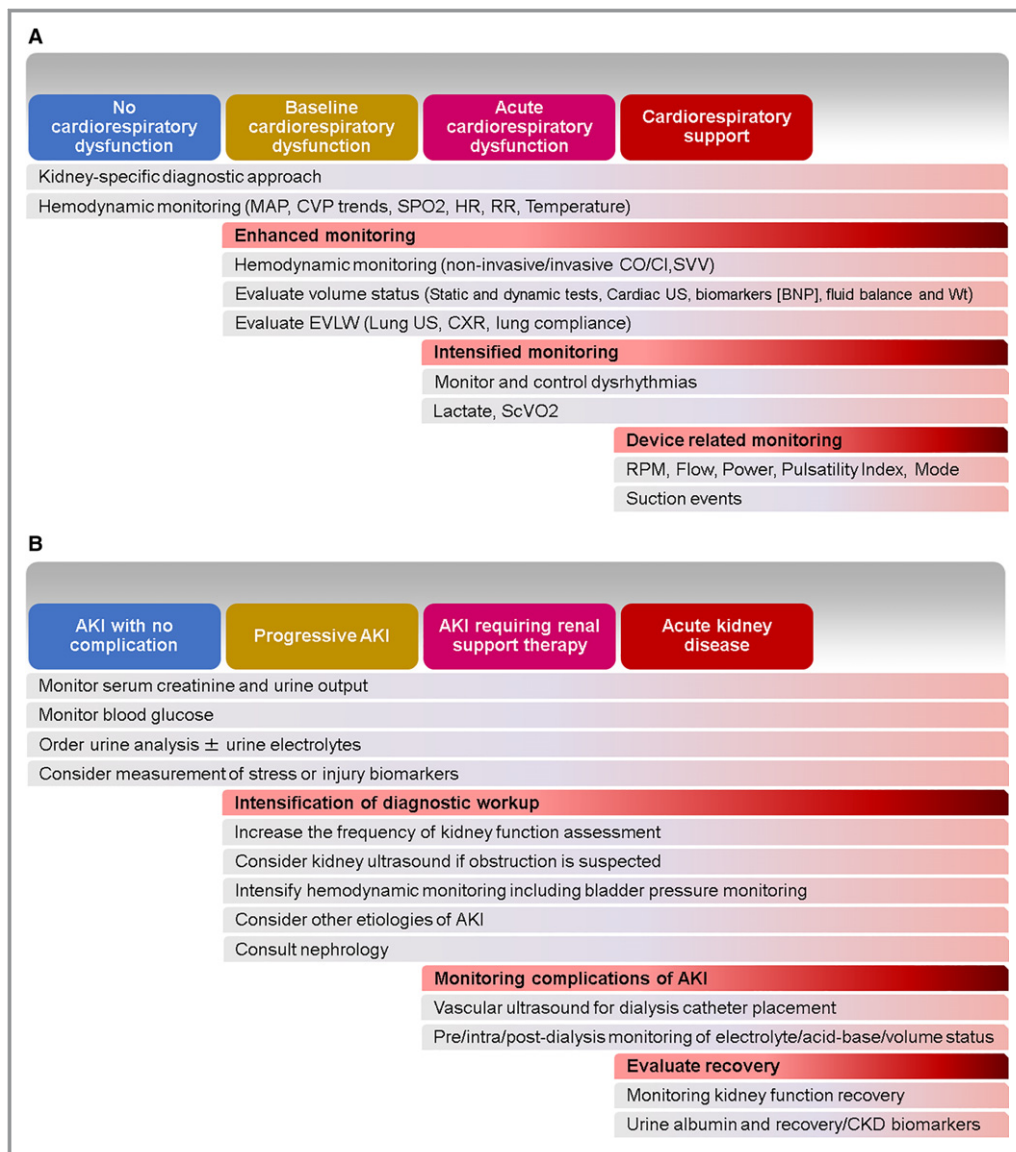 A
No
cardiorespiratory
dysfunction
Baseline
cardiorespiratory
dysfunction
Acute
cardiorespiratory
dysfunction
Cardiorespiratory
support
Kidney-specific diagnostic approach
Hemodynamic monitoring (MAP, CVP trends, SPO2, HR, RR, Temperature)
Enhanced monitoring
Hemodynamic monitoring (non-invasive/invasive CO/CI,SVV)
Evaluate volume status (Static and dynamic tests, Cardiac US, biomarkers [BNP], fluid balance and Wt)
Evaluate EVLW (Lung US, CXR, lung compliance)
Intensified monitoring
Monitor and control dysrhythmias
Lactate, ScVO2
Device related monitoring
RPM, Flow, Power, Pulsatility Index, Mode
Suction events
B
AKI with no
complication
Progressive AKI
AKI requiring renal
support therapy
Acute kidney
disease
Monitor serum creatinine and urine output
Monitor blood glucose
Order urine analysis ± urine electrolytes
Consider measurement of stress or injury biomarkers
Intensification of diagnostic workup
Increase the frequency of kidney function assessment
Consider kidney ultrasound if obstruction is suspected
Intensify hemodynamic monitoring including bladder pressure monitoring
Consider other etiologies of AKI
Consult nephrology
Monitoring complications of AKI
Vascular ultrasound for dialysis catheter placement
Pre/intra/post-dialysis monitoring of electrolyte/acid-base/volume status
Evaluate recovery
Monitoring kidney function recovery
Urine albumin and recovery/CKD biomarkers